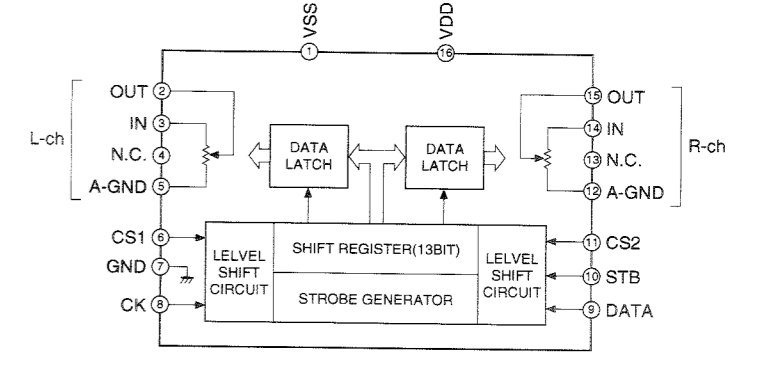 VSS
VDD
1
16
L-ch
OUT 2
IN 3
N.C. 4
A-GND 5
CS1 6
GND 7
CK 8
DATA
LATCH
DATA
LATCH
LELVEL
SHIFT
CIRCUIT
SHIFT REGISTER(13BIT)
STROBE GENERATOR
LELVEL
SHIFT
CIRCUIT
15 OUT
14 IN
13 N.C.
12 A-GND
R-ch
11 CS2
10 STB
9 DATA